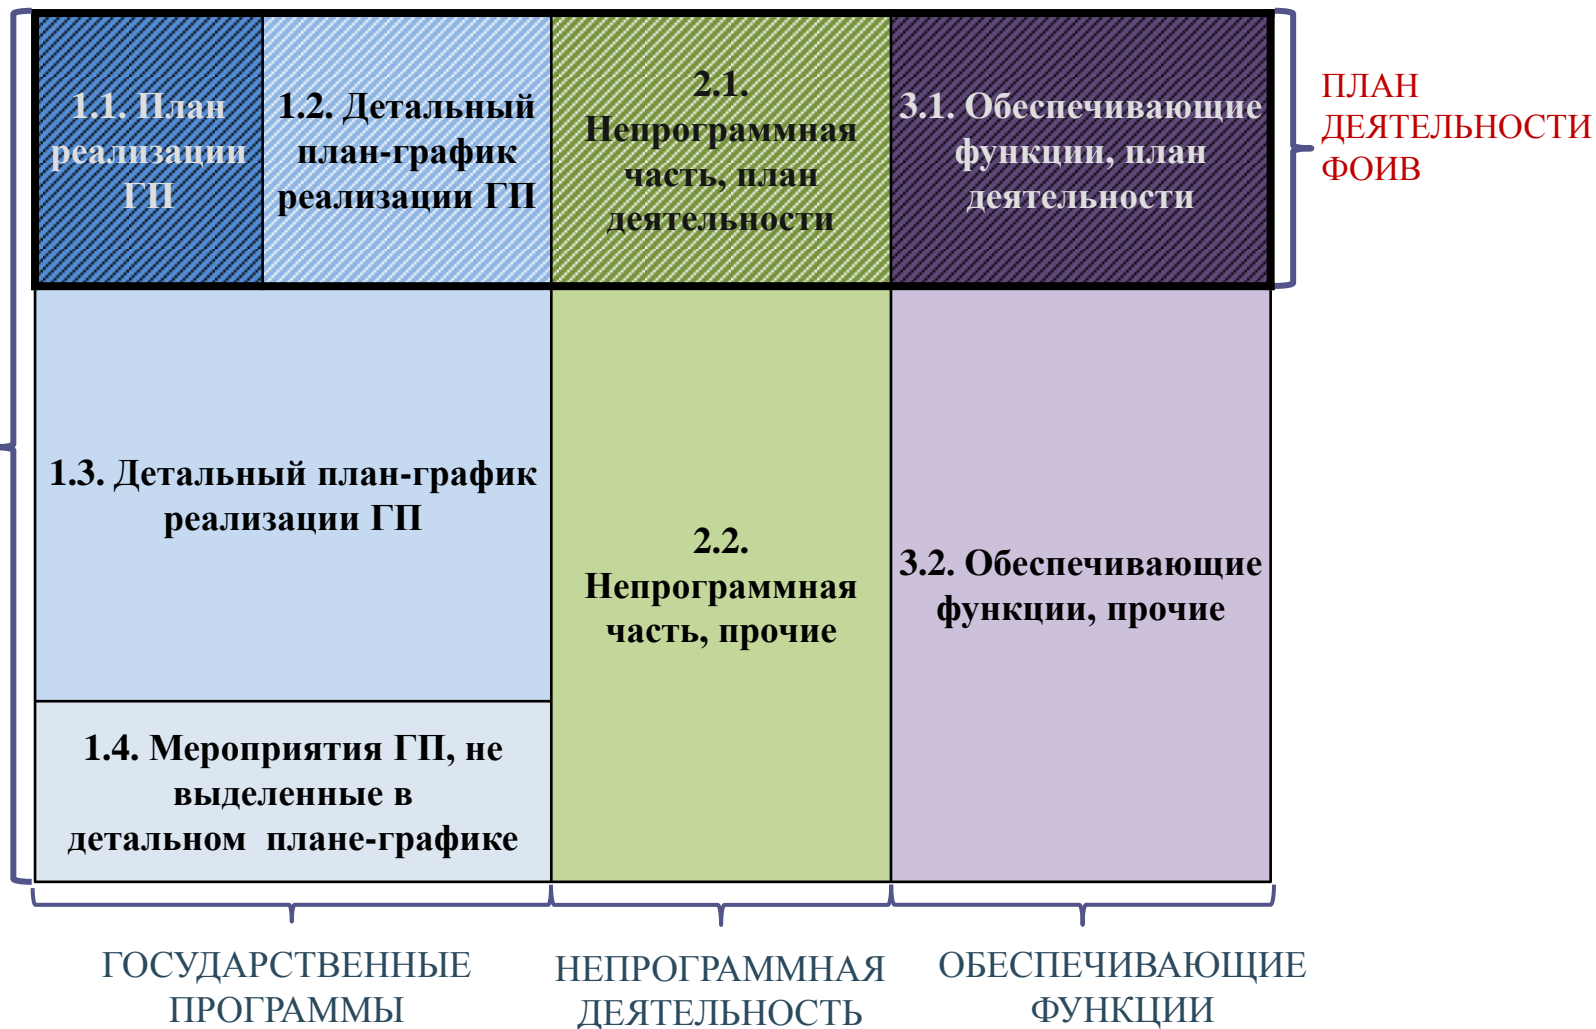 1.1. План
реализации
ГП
1.2. Детальный
план-график
реализации ГП
2.1.
Непрограммная
часть, план
деятельности
3.1. Обеспечивающие
функции, план
деятельности
ПЛАН
ДЕЯТЕЛЬНОСТИ
ФОИВ
1.3. Детальный план-график
реализации ГП
2.2.
Непрограммная
часть, прочие
3.2. Обеспечивающие
функции, прочие
1.4. Мероприятия ГП, не
выделенные в
детальном плане-графике
ГОСУДАРСТВЕННЫЕ
ПРОГРАММЫ
НЕПРОГРАММНАЯ
ДЕЯТЕЛЬНОСТЬ
ОБЕСПЕЧИВАЮЩИЕ
ФУНКЦИИ